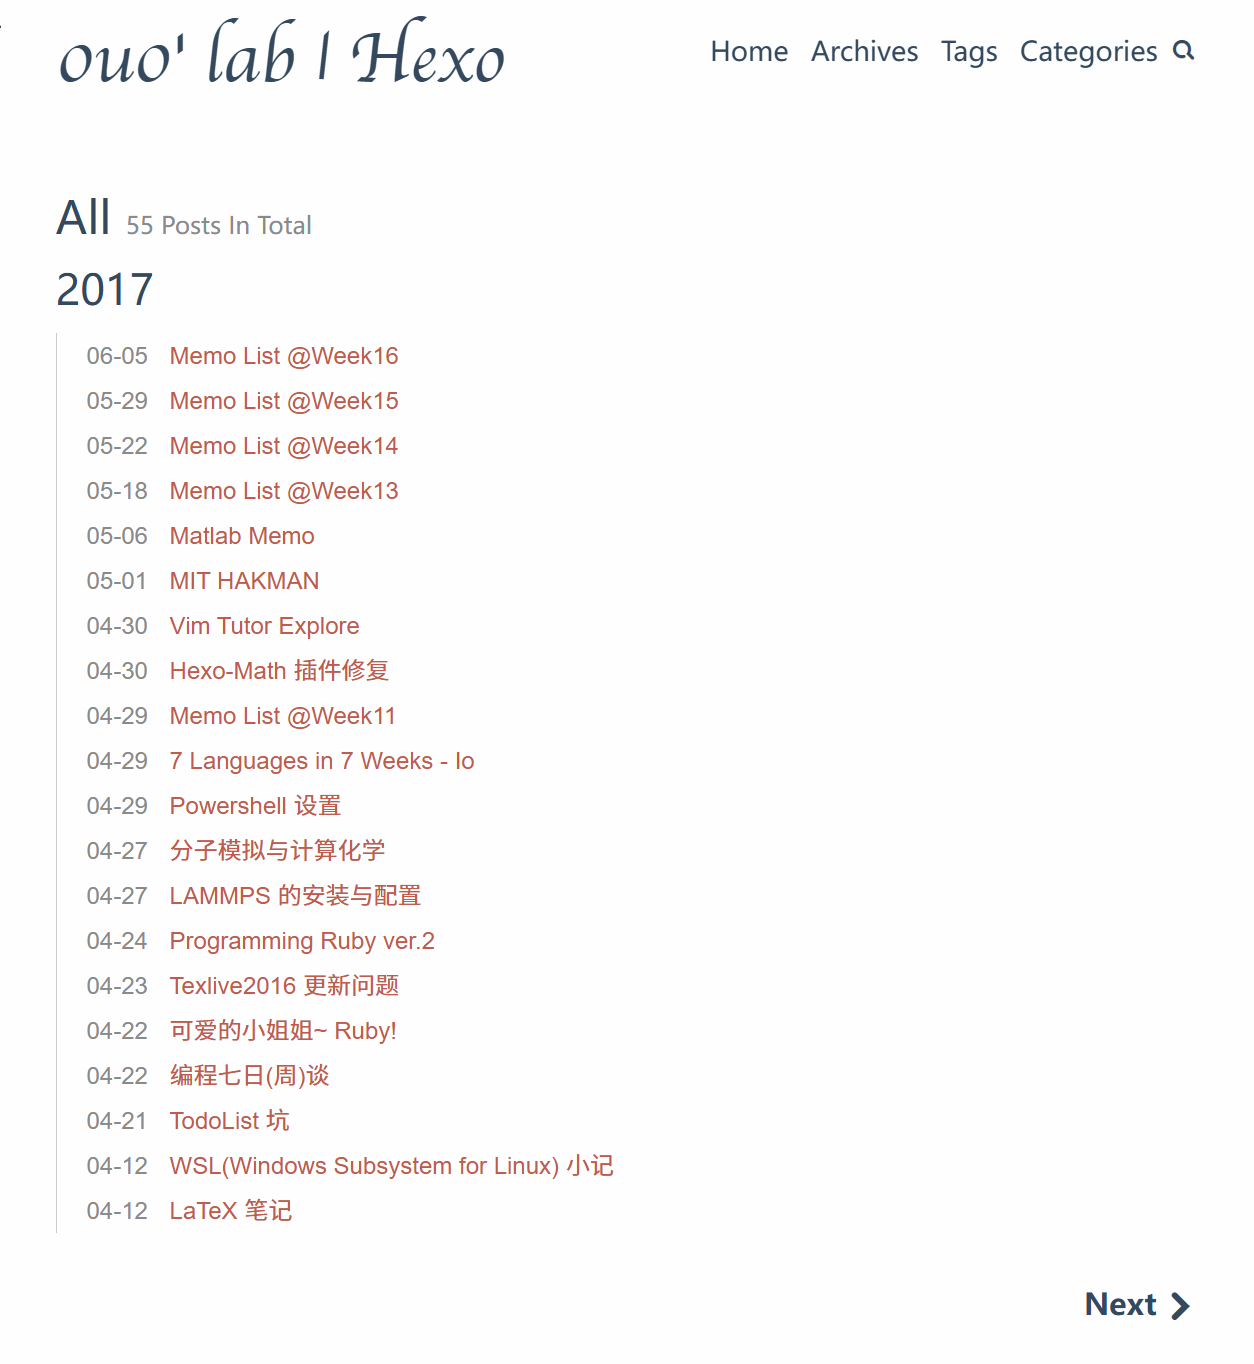 ouo' lab | Hexo
Home Archives Tags Categories
All 55 Posts In Total
2017
06-05 Memo List @Week16
05-29 Memo List @Week15
05-22 Memo List @Week14
05-18 Memo List @Week13
05-06 Matlab Memo
05-01 MIT HAKMAN
04-30 Vim Tutor Explore
04-30 Hexo-Math 插件修复
04-29 Memo List @Week11
04-29 7 Languages in 7 Weeks - Io
04-29 Powershell 设置
04-27 分子模拟与计算化学
04-27 LAMMPS 的安装与配置
04-24 Programming Ruby ver.2
04-23 Texlive2016 更新问题
04-22 可爱的小姐姐~ Ruby!
04-22 编程七日(周)谈
04-21 TodoList 坑
04-12 WSL(Windows Subsystem for Linux) 小记
04-12 LaTeX 笔记
Next